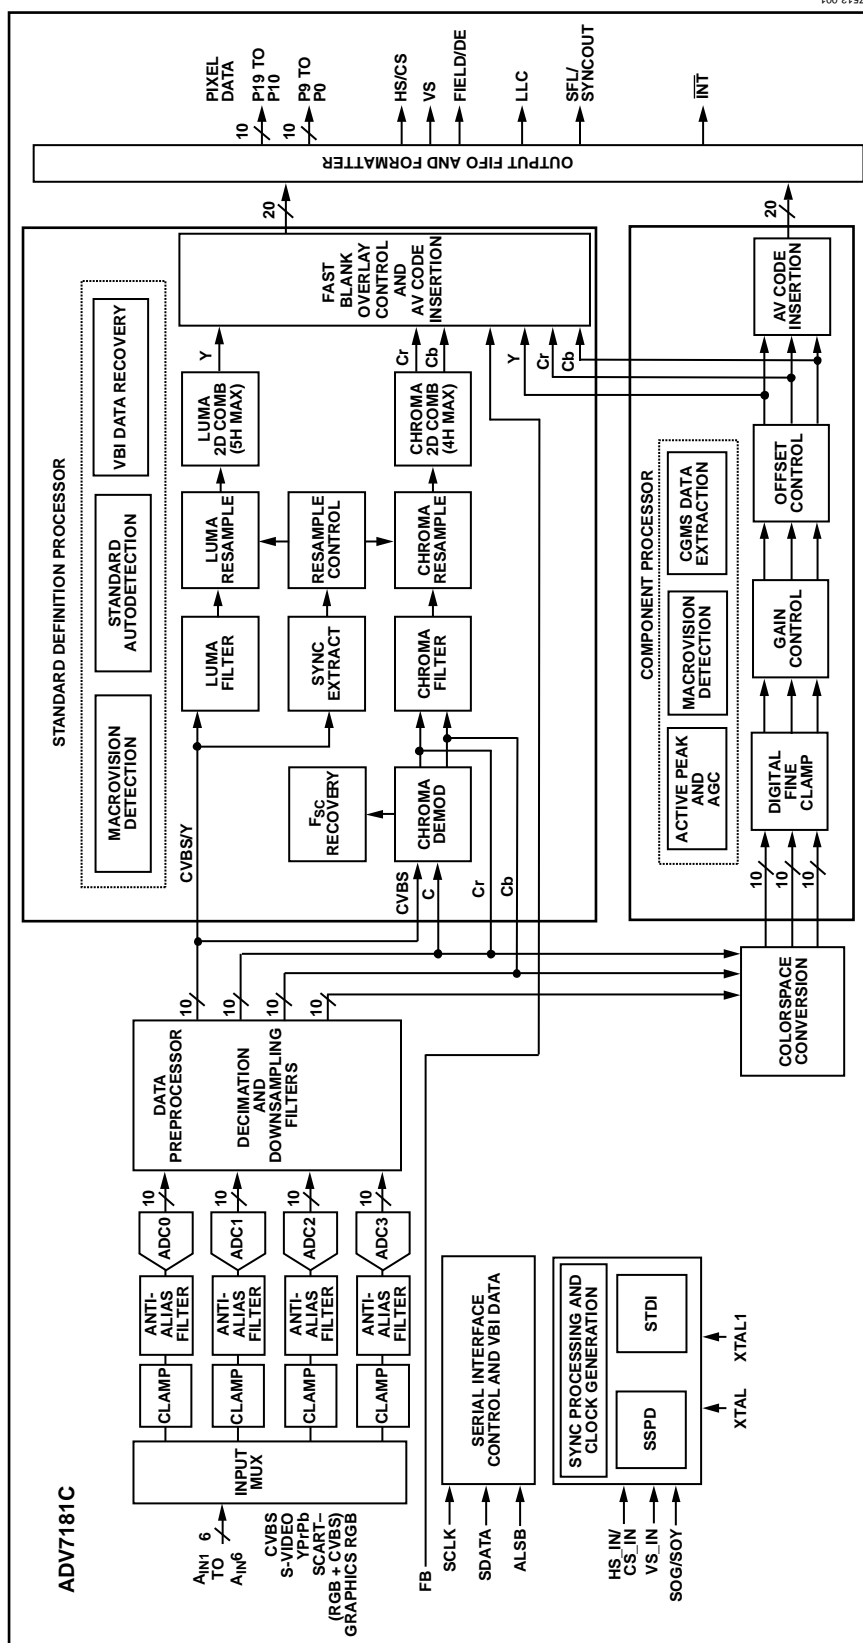 ADV7181C
A_IN1
TO
A_IN6
6
CVBS
S-VIDEO
YPrPb
SCART–
(RGB + CVBS)
GRAPHICS RGB
INPUT
MUX
CLAMP
ANTI-
ALIAS
FILTER
ADC0
10
CLAMP
ANTI-
ALIAS
FILTER
ADC1
10
CLAMP
ANTI-
ALIAS
FILTER
ADC2
10
CLAMP
ANTI-
ALIAS
FILTER
ADC3
10
DATA
PREPROCESSOR
DECIMATION
AND
DOWNSAMPLING
FILTERS
10
10
10
10
FB
SCLK
SDATA
ALSB
SERIAL INTERFACE
CONTROL AND VBI DATA
HS_IN/
CS_IN
VS_IN
SOG/SOY
SYNC PROCESSING AND
CLOCK GENERATION
SSPD
STDI
XTAL
XTAL1
COLORSPACE
CONVERSION
STANDARD DEFINITION PROCESSOR
MACROVISION
DETECTION
STANDARD
AUTODETECTION
VBI DATA RECOVERY
CVBS/Y
LUMA
FILTER
LUMA
RESAMPLE
LUMA
2D COMB
(5H MAX)
Y
SYNC
EXTRACT
RESAMPLE
CONTROL
F_SC
RECOVERY
CVBS
C
CHROMA
DEMOD
CHROMA
FILTER
CHROMA
RESAMPLE
CHROMA
2D COMB
(4H MAX)
Cr
Cb
Cr
Cb
Y
Cr
Cb
FAST
BLANK
OVERLAY
CONTROL
AND
AV CODE
INSERTION
20
COMPONENT PROCESSOR
ACTIVE PEAK
AND
AGC
MACROVISION
DETECTION
CGMS DATA
EXTRACTION
10
10
10
DIGITAL
FINE
CLAMP
GAIN
CONTROL
OFFSET
CONTROL
AV CODE
INSERTION
20
OUTPUT FIFO AND FORMATTER
PIXEL
DATA
10
P19 TO
P10
10
P9 TO
P0
HS/CS
VS
FIELD/DE
LLC
SFL/
SYNCOUT
INT